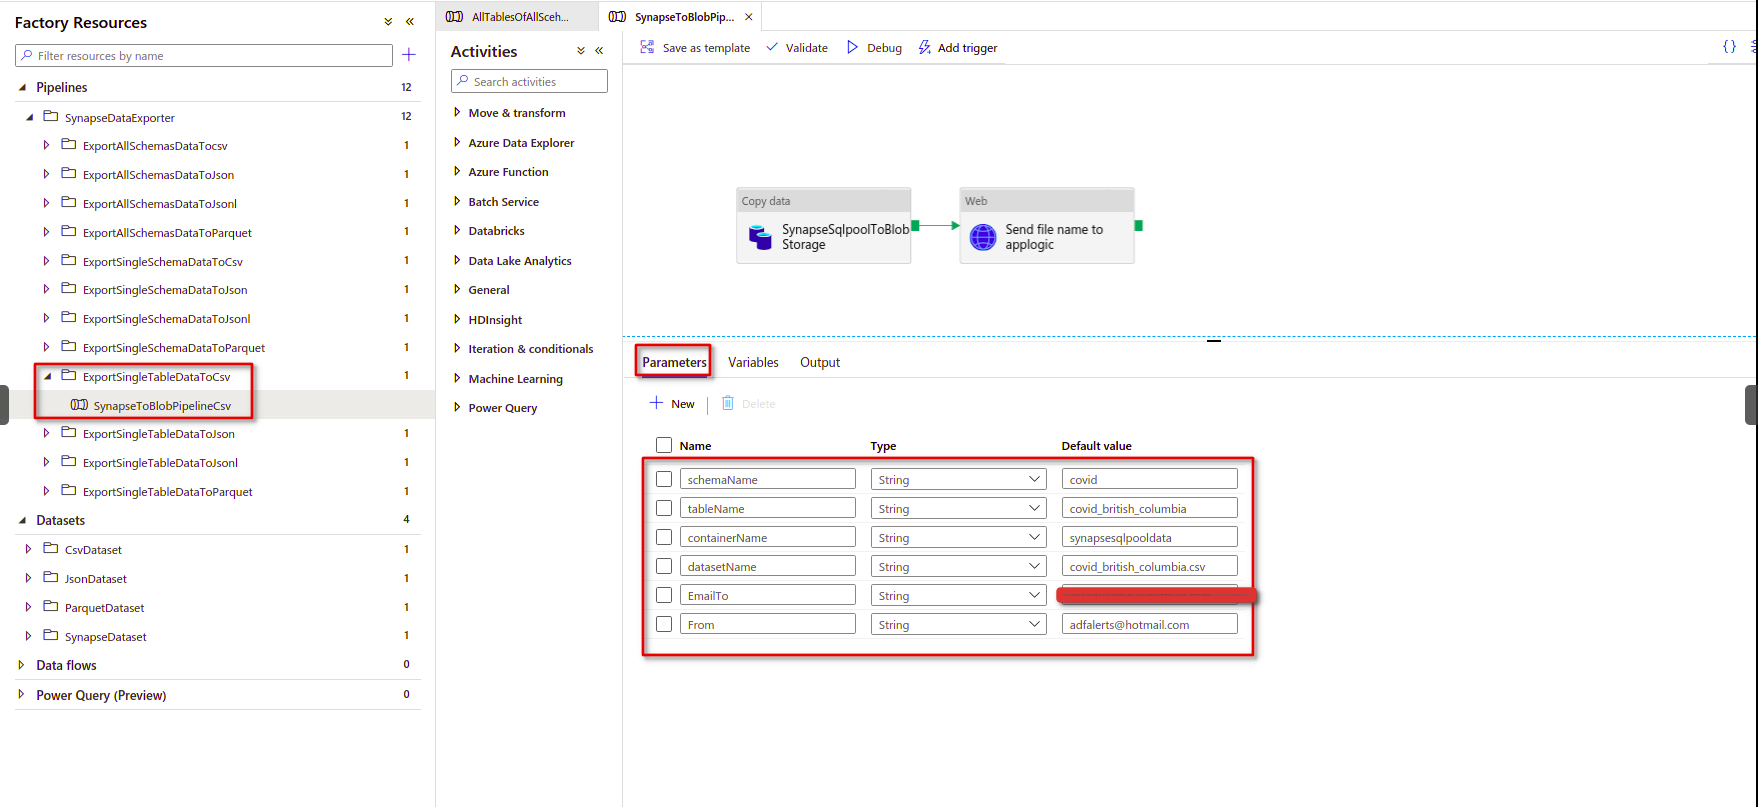 Factory Resources
Filter resources by name
Pipelines 12
SynapseDataExporter 12
ExportAllSchemasDataTocsv 1
ExportAllSchemasDataToJson 1
ExportAllSchemasDataToJsonl 1
ExportAllSchemasDataToParquet 1
ExportSingleSchemaDataToCsv 1
ExportSingleSchemaDataToJson 1
ExportSingleSchemaDataToJsonl 1
ExportSingleSchemaDataToParquet 1
ExportSingleTableDataToCsv 1
SynapseToBlobPipelineCsv
ExportSingleTableDataToJson 1
ExportSingleTableDataToJsonl 1
ExportSingleTableDataToParquet 1
Datasets 4
CsvDataset 1
JsonDataset 1
ParquetDataset 1
SynapseDataset 1
Data flows 0
Power Query (Preview) 0
AllTablesOfAllSceh...
SynapseToBlobPip...
Activities
Search activities
Move & transform
Azure Data Explorer
Azure Function
Batch Service
Databricks
Data Lake Analytics
General
HDInsight
Iteration & conditionals
Machine Learning
Power Query
Save as template Validate Debug Add trigger {}
Copy data
SynapseSqlpoolToBlob
Storage
Web
Send file name to
applogic
Parameters Variables Output
New Delete
Name Type Default value
schemaName String covid
tableName String covid_british_columbia
containerName String synapsesqlpooldata
datasetName String covid_british_columbia.csv
EmailTo String
From String adfalerts@hotmail.com